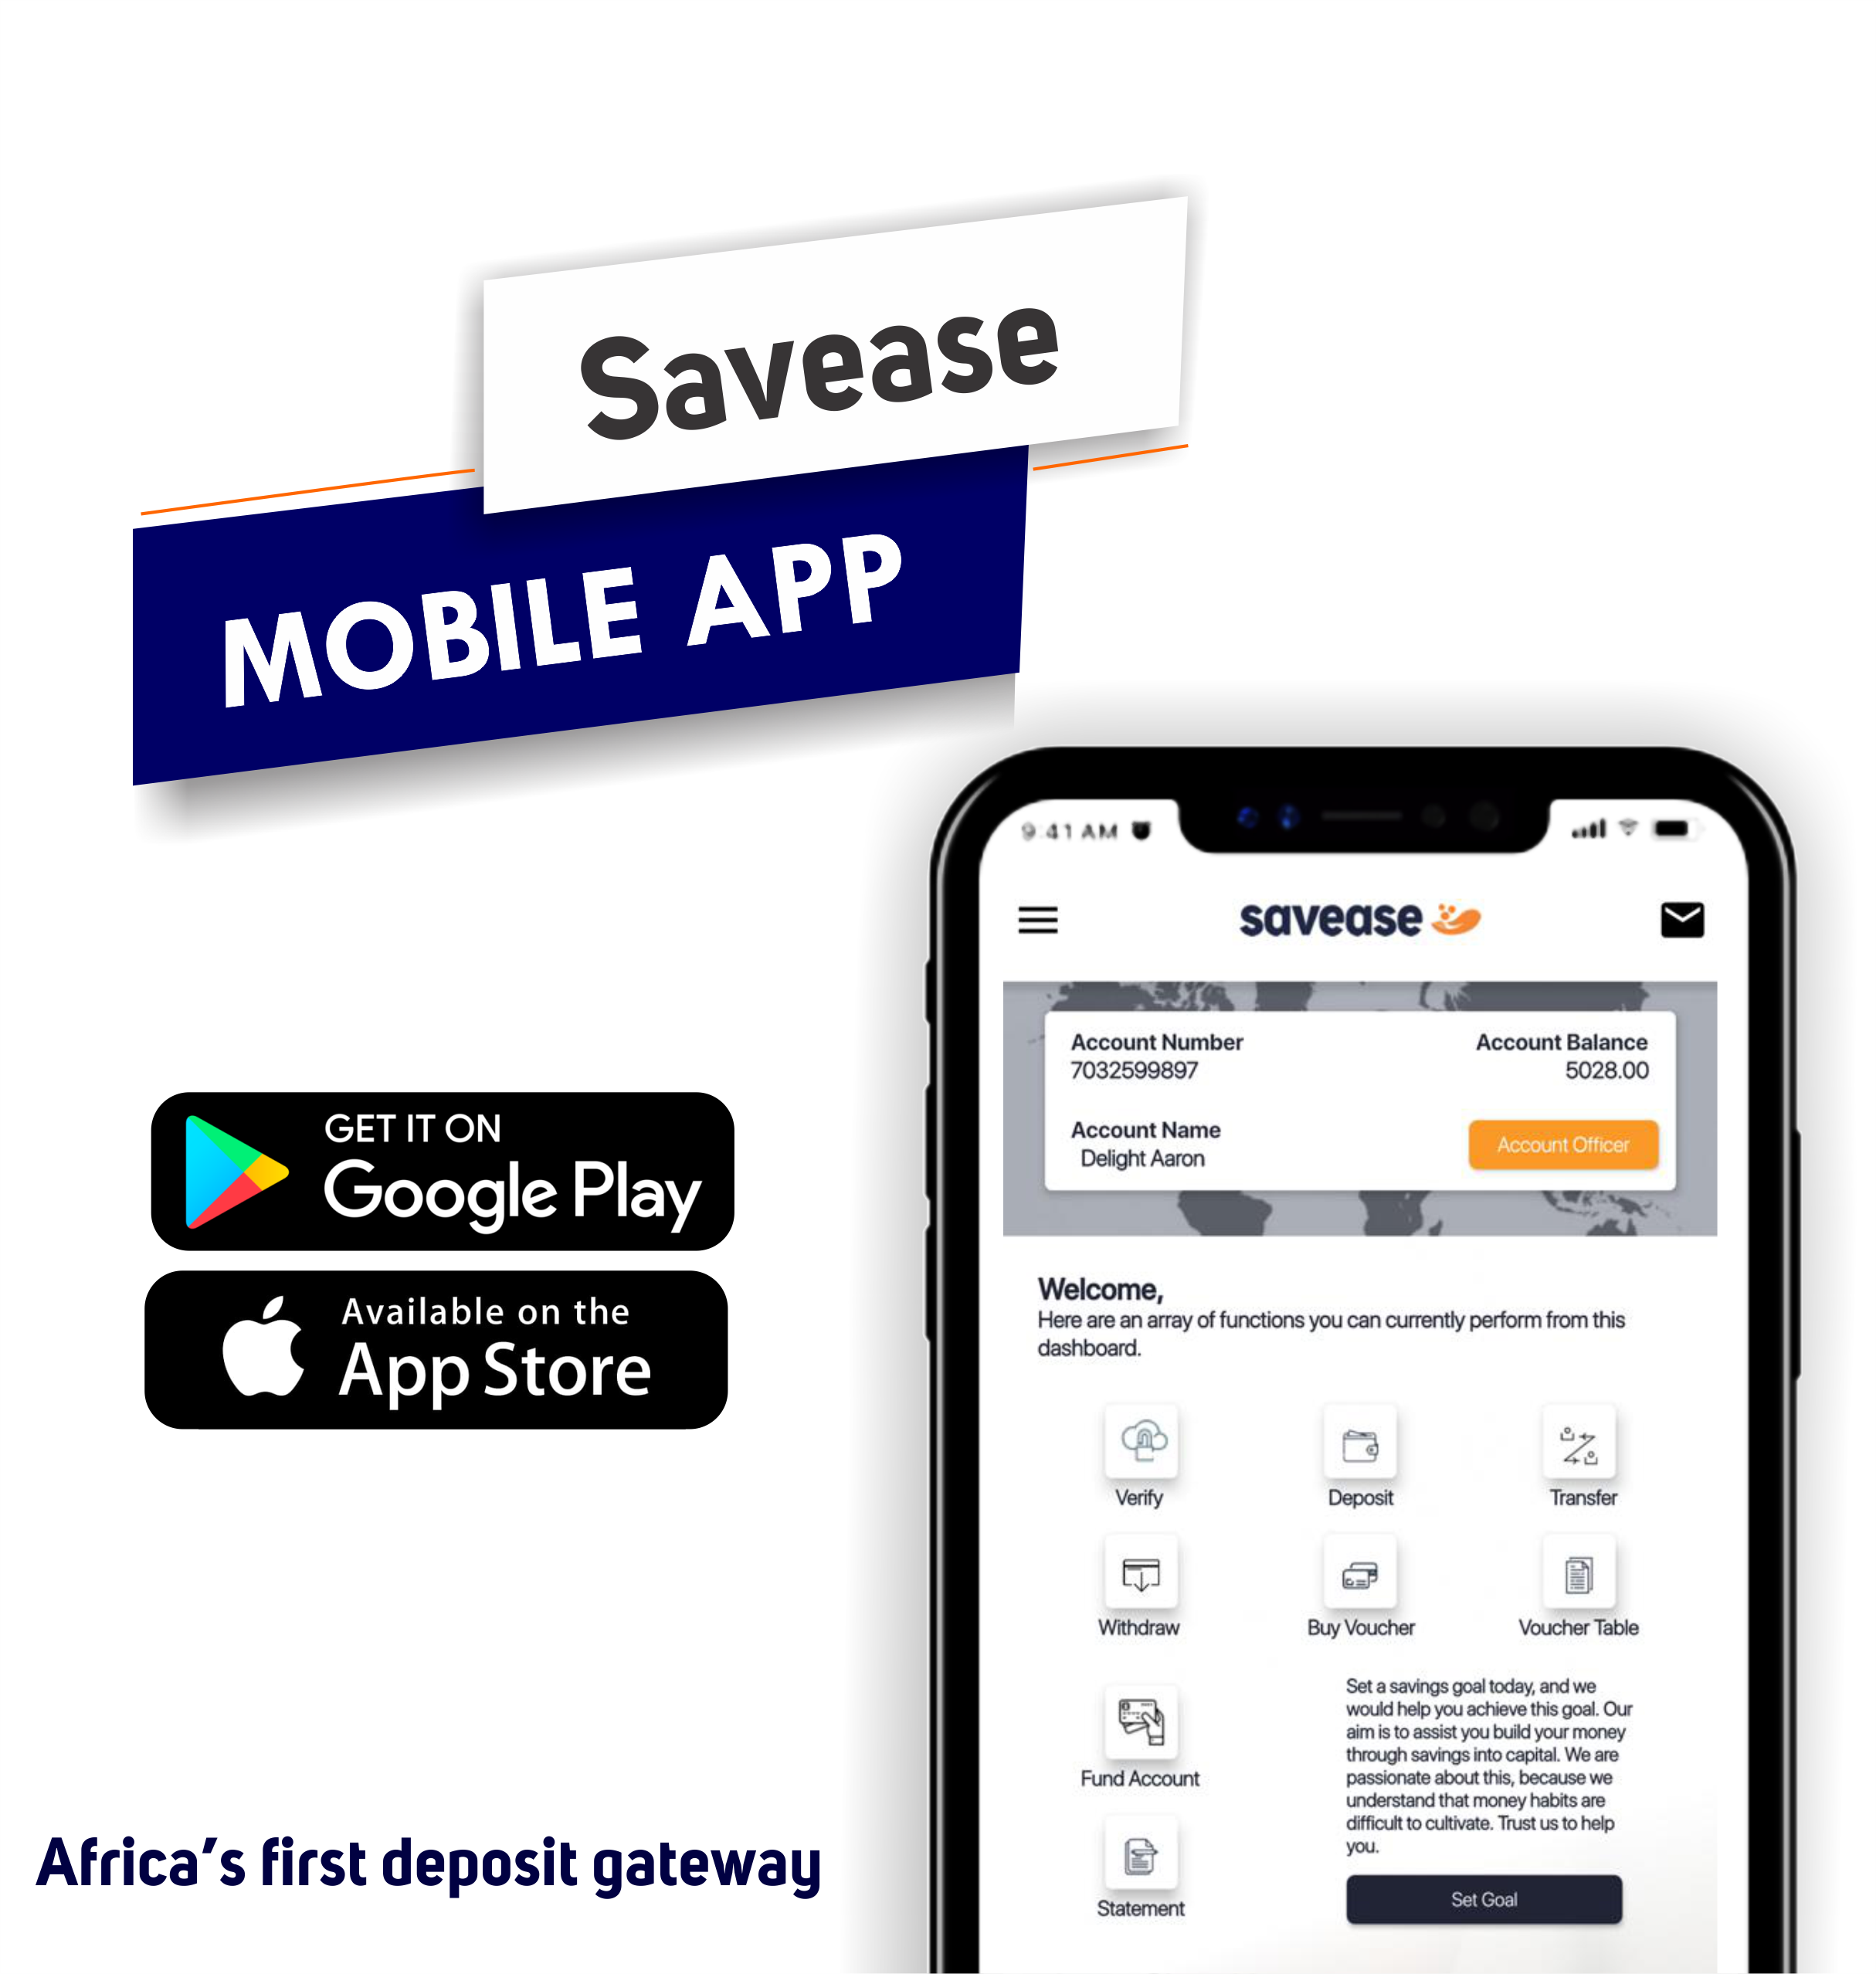 Savease
MOBILE APP
9:41 AM
savease
Account Number
7032599897
Account Balance
5028.00
Account Name
Delight Aaron
Account Officer
GET IT ON
Google Play
Available on the
App Store
Welcome,
Here are an array of functions you can currently perform from this
dashboard.
Verify
Deposit
Transfer
Withdraw
Buy Voucher
Voucher Table
Fund Account
Statement
Set a savings goal today, and we
would help you achieve this goal. Our
aim is to assist you build your money
through savings into capital. We are
passionate about this, because we
understand that money habits are
difficult to cultivate. Trust us to help
you.
Set Goal
Africa's first deposit gateway